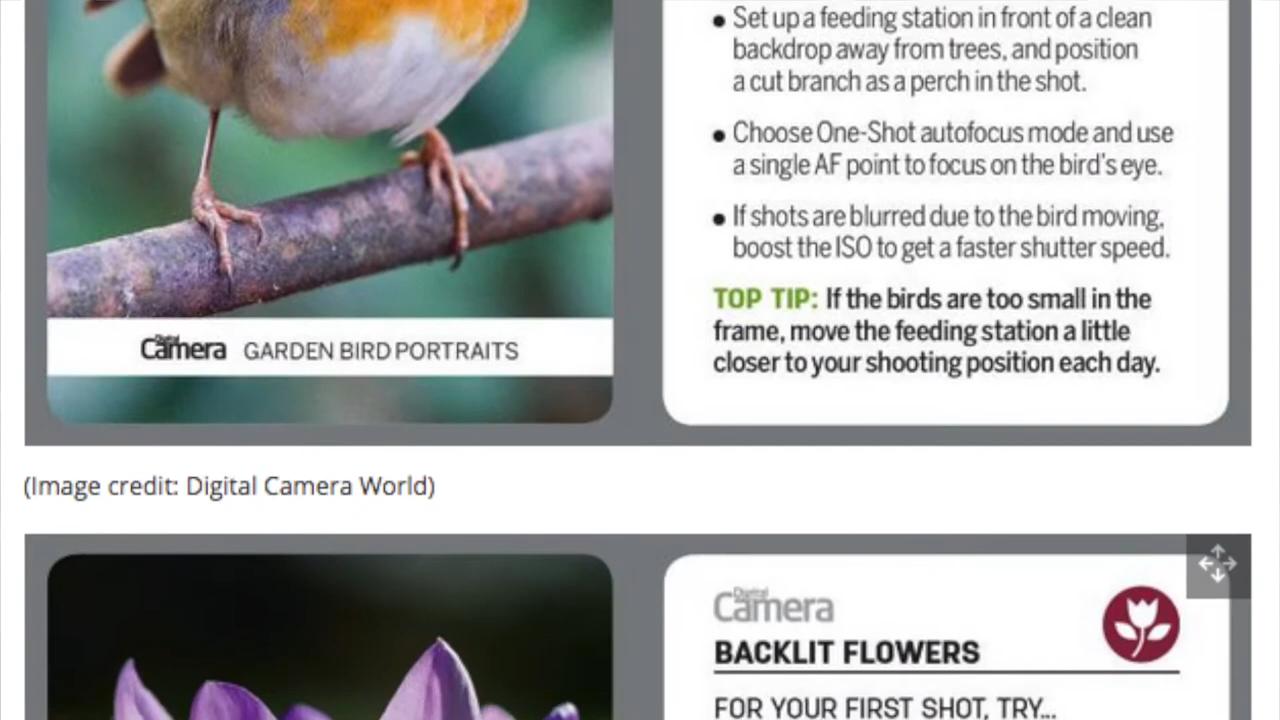 • Set up a feeding station in front of a clean
backdrop away from trees, and position
a cut branch as a perch in the shot.
• Choose One-Shot autofocus mode and use
a single AF point to focus on the bird's eye.
• If shots are blurred due to the bird moving,
boost the ISO to get a faster shutter speed.
TOP TIP: If the birds are too small in the
frame, move the feeding station a little
closer to your shooting position each day.
Digital Camera GARDEN BIRD PORTRAITS
(Image credit: Digital Camera World)
Digital
Camera
BACKLIT FLOWERS
FOR YOUR FIRST SHOT, TRY...